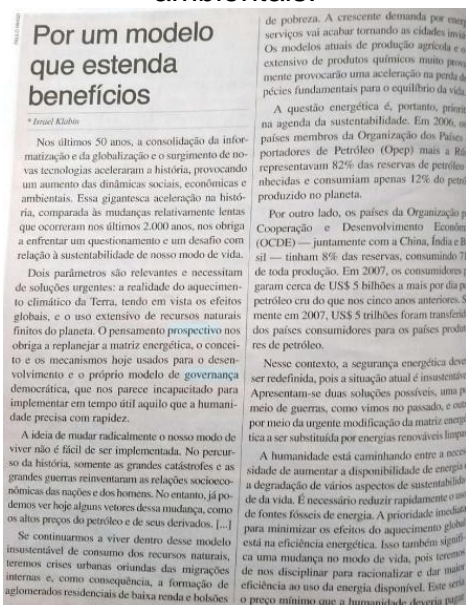 Por um modelo
que estenda
benefícios
* Israel Klabin
Nos últimos 50 anos, a consolidação da infor-
matização e da globalização e o surgimento de no-
vas tecnologias aceleraram a história, provocando
um aumento das dinâmicas sociais, econômicas e
ambientais. Essa gigantesca aceleração na histó-
ria, comparada às mudanças relativamente lentas
que ocorreram nos últimos 2.000 anos, nos obriga
a enfrentar um questionamento e um desafio com
relação à sustentabilidade de nosso modo de vida.
Dois parâmetros são relevantes e necessitam
de soluções urgentes: a realidade do aquecimen-
to climático da Terra, tendo em vista os efeitos
globais, e o uso extensivo de recursos naturais
finitos do planeta. O pensamento prospectivo nos
obriga a replanejar a matriz energética, o concei-
to e os mecanismos hoje usados para o desen-
volvimento e o próprio modelo de governança
democrática, que nos parece incapacitado para
implementar em tempo útil aquilo que a humani-
dade precisa com rapidez.
A ideia de mudar radicalmente o nosso modo de
viver não é fácil de ser implementada. No percur-
so da história, somente as grandes catástrofes e as
grandes guerras reinventaram as relações socioeco-
nômicas das nações e dos homens. No entanto, já po-
demos ver hoje alguns vetores dessa mudança, como
os altos preços do petróleo e de seus derivados. [...]
Se continuarmos a viver dentro desse modelo
insustentável de consumo dos recursos naturais,
teremos crises urbanas oriundas das migrações
internas e, como consequência, a formação de
aglomerados residenciais de baixa renda e bolsões
de pobreza. A crescente demanda por
serviços vai acabar tornando as cidades
Os modelos atuais de produção agrícola e
extensivo de produtos químicos muito
mente provocarão uma aceleração na perda de
pécies fundamentais para o equilíbrio da vida.
A questão energética é, portanto,
na agenda da sustentabilidade. Em 2006,
países membros da Organização dos Países
portadores de Petróleo (Opep) mais a
representavam 82% das reservas de petróleo
nhecidas e consumiam apenas 12% do
produzido no planeta.
Por outro lado, os países da Organização
Cooperação e Desenvolvimento
(OCDE) — juntamente com a China, Índia e
sil — tinham 8% das reservas, consumindo
de toda produção. Em 2007, os consumidores
garam cerca de US$ 5 bilhões a mais por dia
petróleo cru do que nos cinco anos anteriores.
mente em 2007, US$ 5 trilhões foram
dos países consumidores para os países
res de petróleo.
Nesse contexto, a segurança energética
ser redefinida, pois a situação atual é
Apresentam-se duas soluções possíveis, uma
meio de guerras, como vimos no passado, e
por meio da urgente modificação da matriz
tica a ser substituída por energias renováveis
A humanidade está caminhando entre a
sidade de aumentar a disponibilidade de energia
a degradação de vários aspectos de
de da vida. É necessário reduzir rapidamente o
de fontes fósseis de energia. A prioridade
para minimizar os efeitos do aquecimento
está na eficiência energética. Isso também
ca uma mudança no modo de vida, pois
de nos disciplinar para racionalizar e dar
eficiência ao uso da energia disponível. Este
o preço mínimo que a humanidade deveria